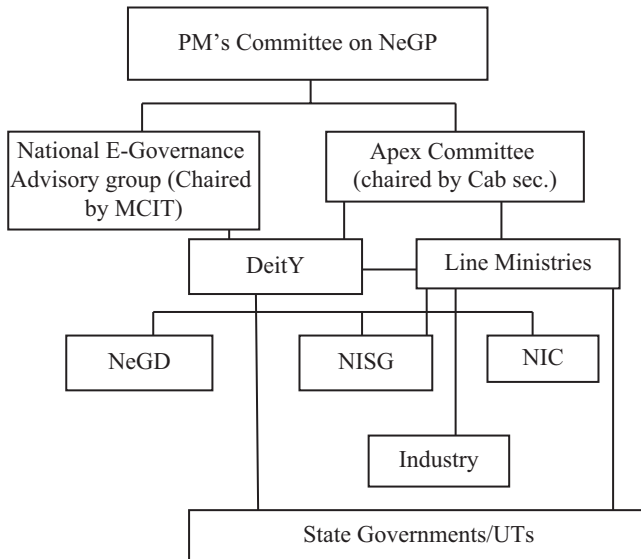 PM’s Committee on NeGP
National E-Governance
Advisory group (Chaired
by MCIT)
Apex Committee
(chaired by Cab sec.)
DeitY
Line Ministries
NeGD
NISG
NIC
Industry
State Governments/UTs